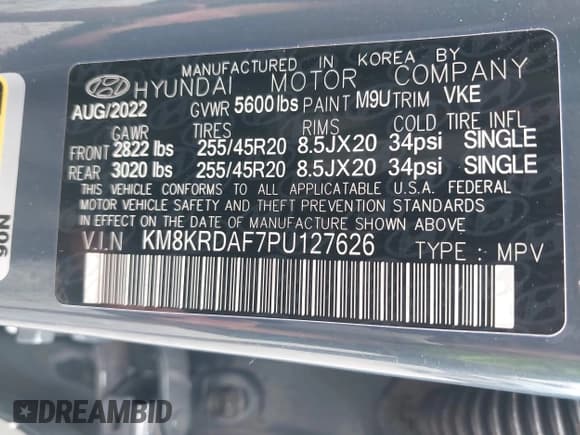 MANUFACTURED IN KOREA BY
HYUNDAI MOTOR COMPANY
AUG/2022 GVWR 5600 lbs PAINT M9U TRIM VKE
GAWR TIRES RIMS COLD TIRE INFL
FRONT 2822 lbs 255/45R20 8.5JX20 34psi SINGLE
REAR 3020 lbs 255/45R20 8.5JX20 34psi SINGLE
THIS VEHICLE CONFORMS TO ALL APPLICABLE U.S.A. FEDERAL
MOTOR VEHICLE SAFETY AND THEFT PREVENTION STANDARDS
IN EFFECT ON THE DATE OF MANUFACTURE SHOWN ABOVE
V.I.N KM8KRDAF7PU127626 TYPE : MPV
N06
DREAMBID